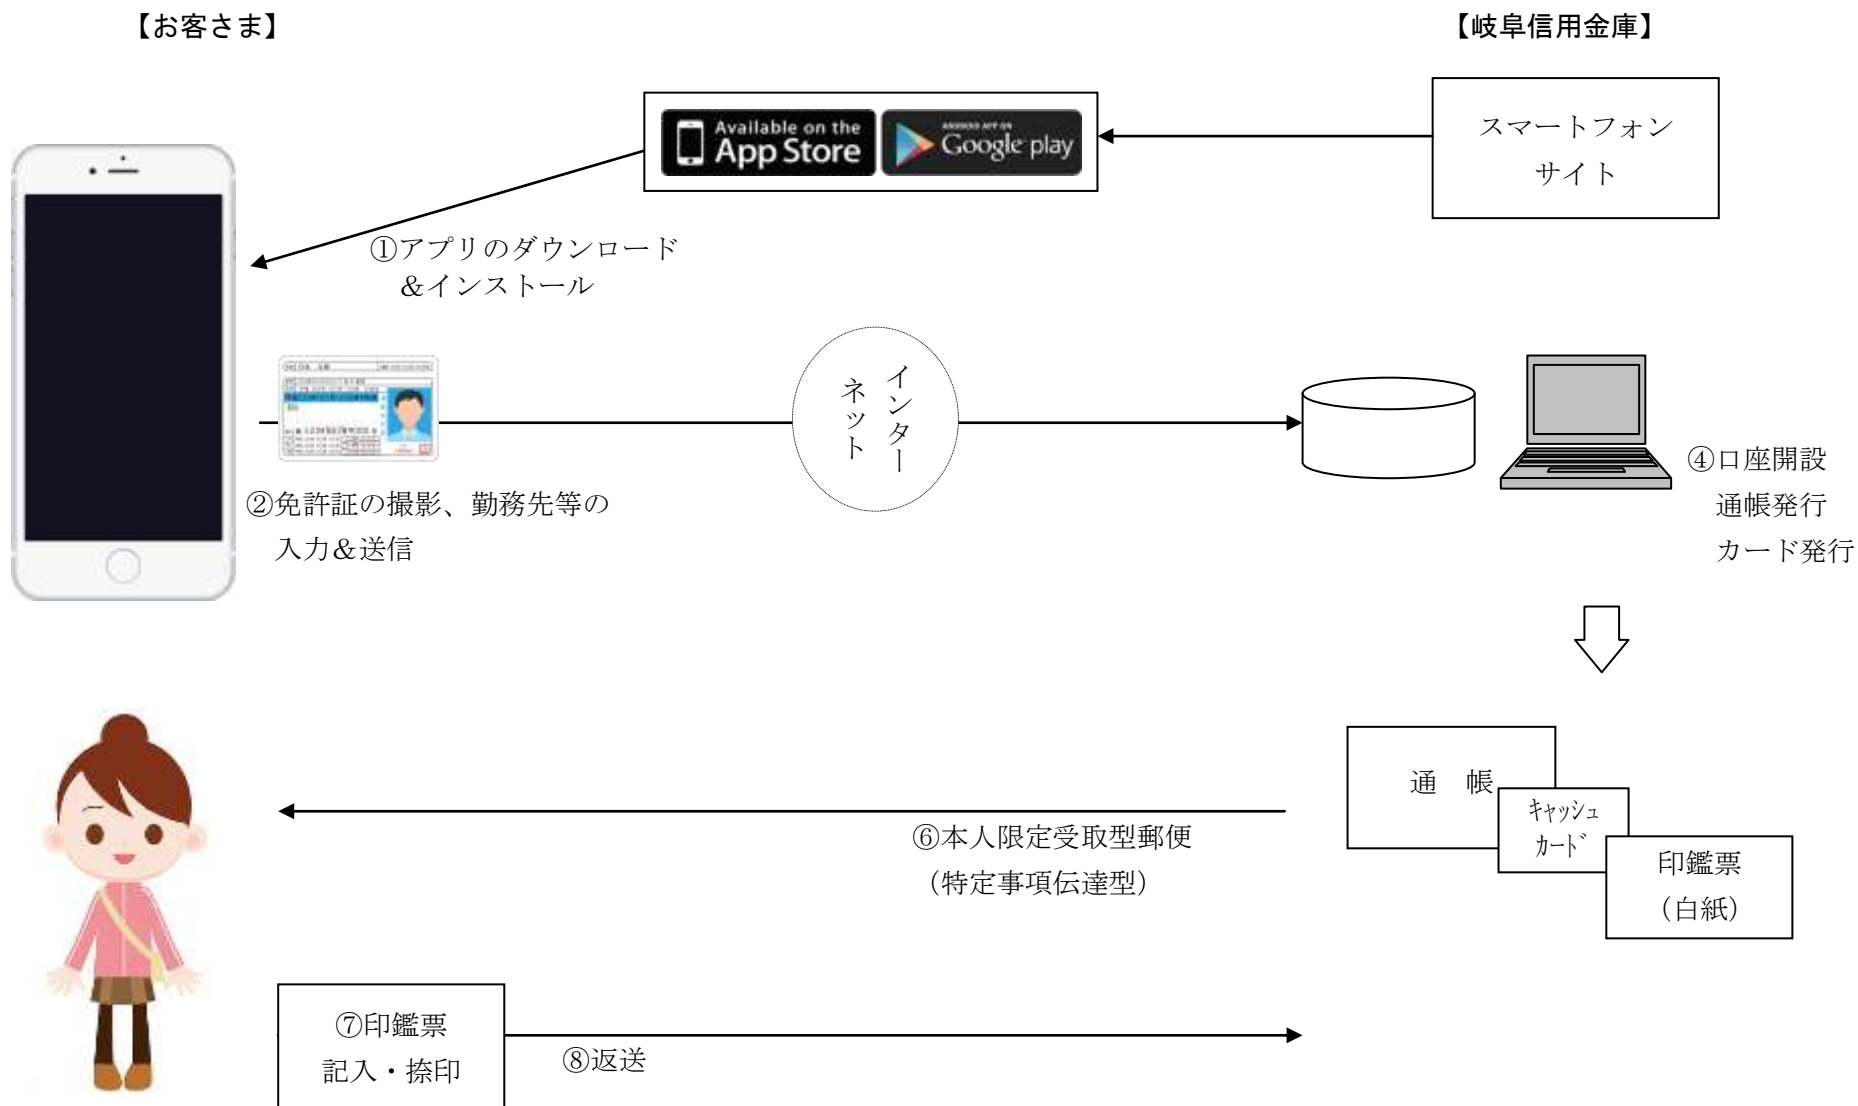 【お客さま】
【岐阜信用金庫】
Available on the
App Store
ANDROID APP ON
Google play
スマートフォン
サイト
①アプリのダウンロード
&インストール
インター
ネット
②免許証の撮影、勤務先等の
入力&送信
④口座開設
通帳発行
カード発行
通 帳
キャッシュ
カード
印鑑票
(白紙)
⑥本人限定受取型郵便
(特定事項伝達型)
⑦印鑑票
記入・捺印
⑧返送